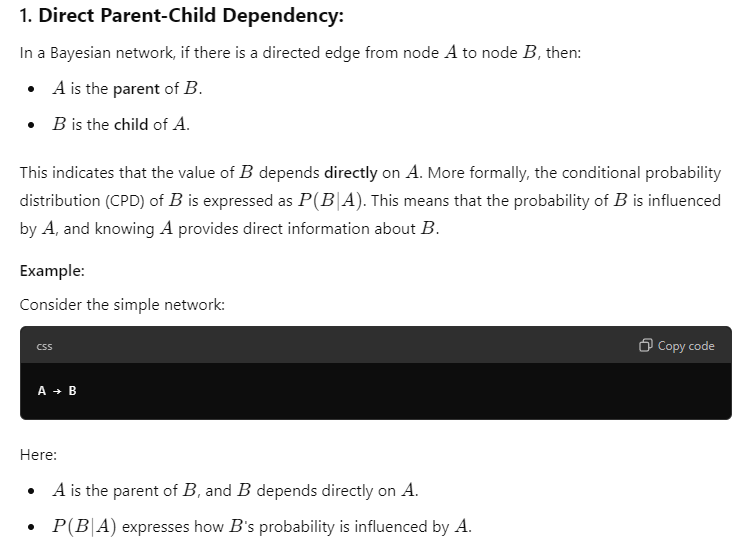 1. Direct Parent-Child Dependency:
In a Bayesian network, if there is a directed edge from node A to node B, then:
• A is the parent of B.
• B is the child of A.
This indicates that the value of B depends directly on A. More formally, the conditional probability
distribution (CPD) of B is expressed as P(B|A). This means that the probability of B is influenced
by A, and knowing A provides direct information about B.
Example:
Consider the simple network:
css Copy code
A → B
Here:
• A is the parent of B, and B depends directly on A.
• P(B|A) expresses how B's probability is influenced by A.